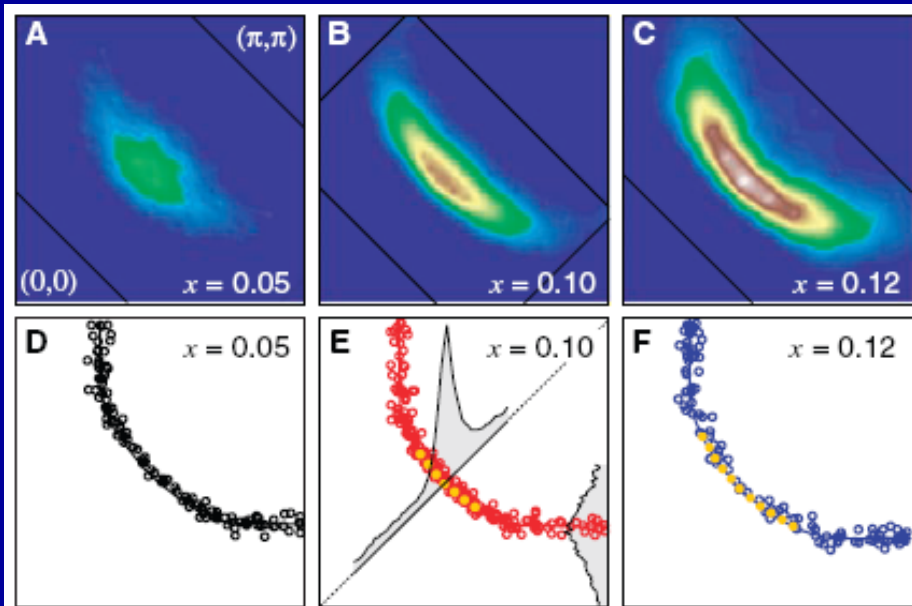 A (π,π)
(0,0) x = 0.05
B
x = 0.10
C
x = 0.12
D x = 0.05
E x = 0.10
F x = 0.12